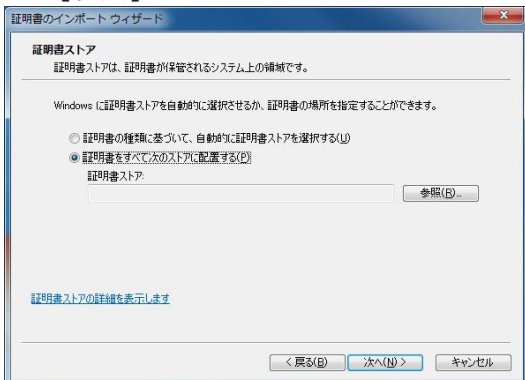 証明書のインポート ウィザード
証明書ストア
証明書ストアは、証明書が保管されるシステム上の領域です。
Windows に証明書ストアを自動的に選択させるか、証明書の場所を指定することができます。
証明書の種類に基づいて、自動的に証明書ストアを選択する(U)
証明書をすべて次のストアに配置する(P)
証明書ストア:
参照(R)...
証明書ストアの詳細を表示します
< 戻る(B) 次へ(N) > キャンセル